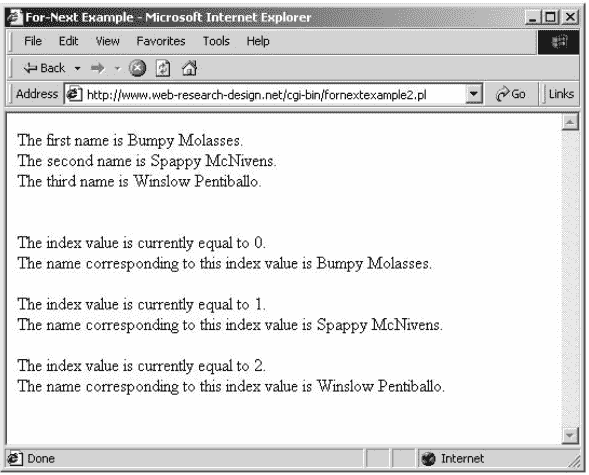 For-Next Example - Microsoft Internet Explorer
File Edit View Favorites Tools Help
Back
Address http://www.web-research-design.net/cgi-bin/fornextexample2.pl Go Links
The first name is Bumpy Molasses.
The second name is Spappy McNivens.
The third name is Winslow Pentiballo.
The index value is currently equal to 0.
The name corresponding to this index value is Bumpy Molasses.
The index value is currently equal to 1.
The name corresponding to this index value is Spappy McNivens.
The index value is currently equal to 2.
The name corresponding to this index value is Winslow Pentiballo.
Done Internet